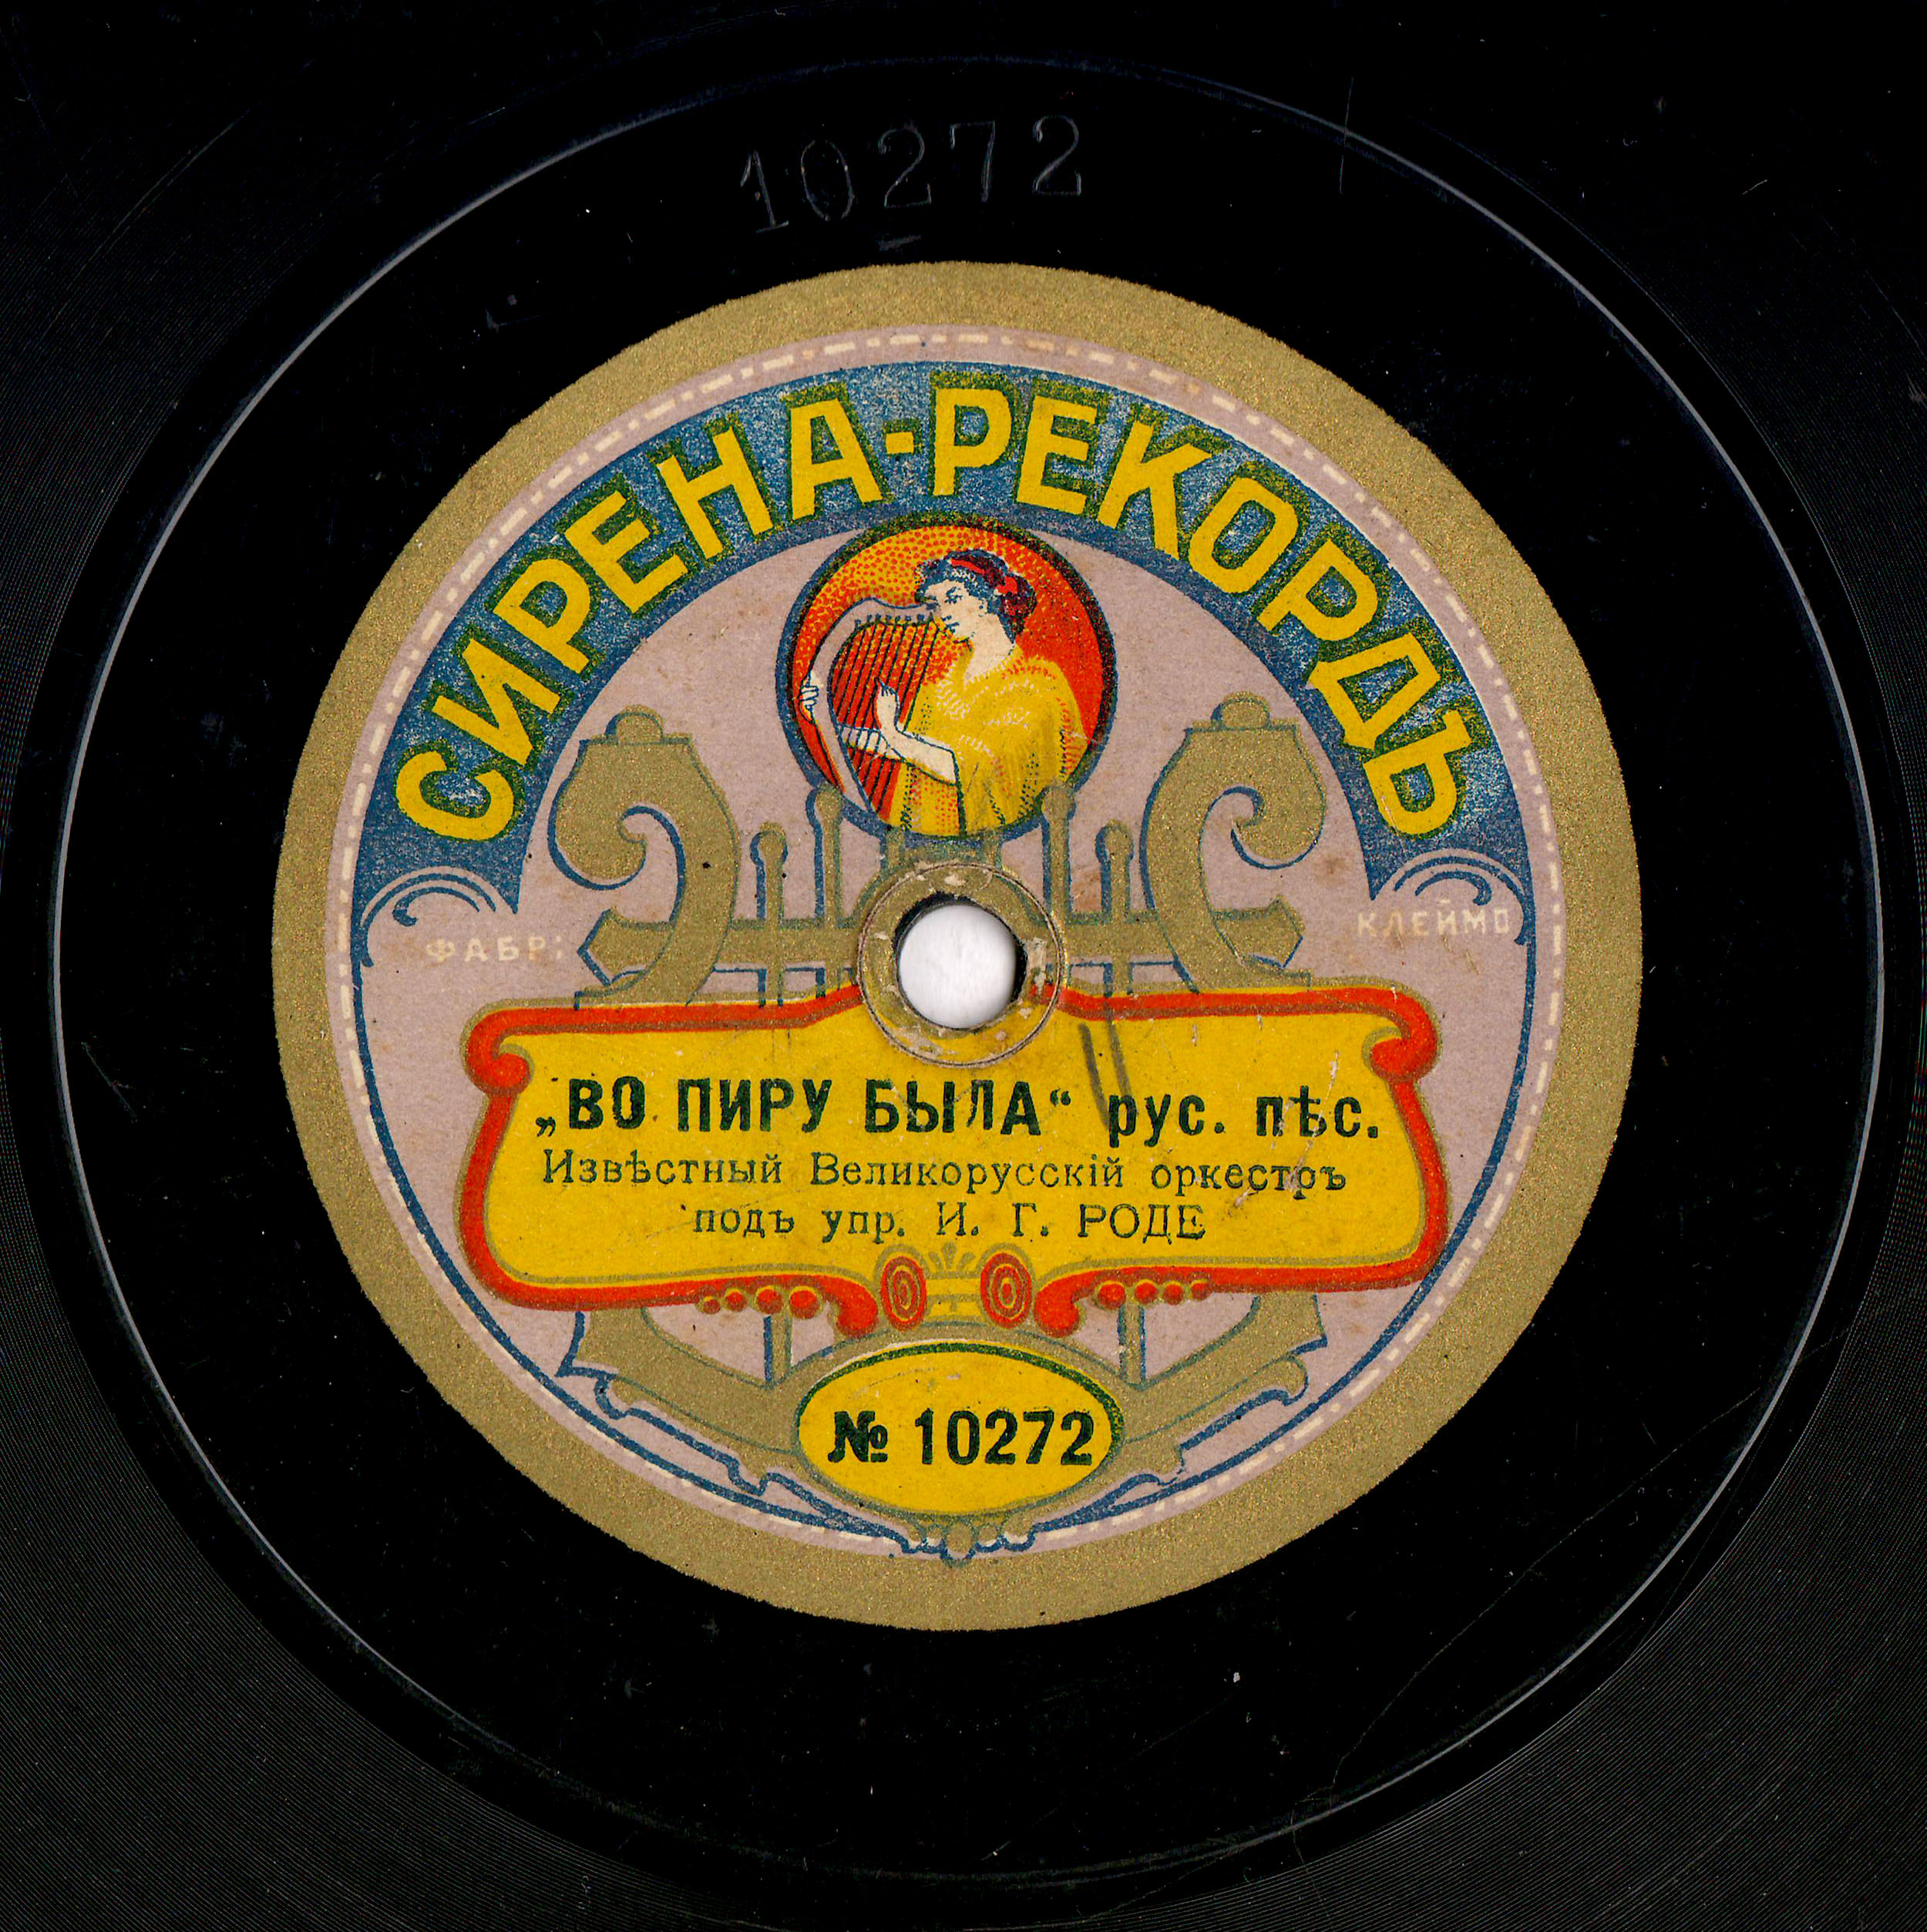 10272
СИРЕНА-РЕКОРДЪ
ФАБР: КЛЕЙМО
„ВО ПИРУ БЫЛА“ рус. пѣс.
Извѣстный Великорусскій оркестръ
подъ упр. И. Г. РОДЕ
№ 10272